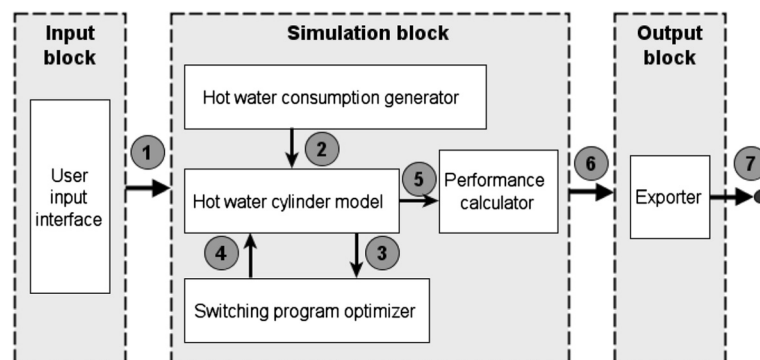 Input
block
Simulation block
Output
block
Hot water consumption generator
1
2
User
input
interface
Hot water cylinder model
5
Performance
calculator
6
Exporter
7
4
3
Switching program optimizer